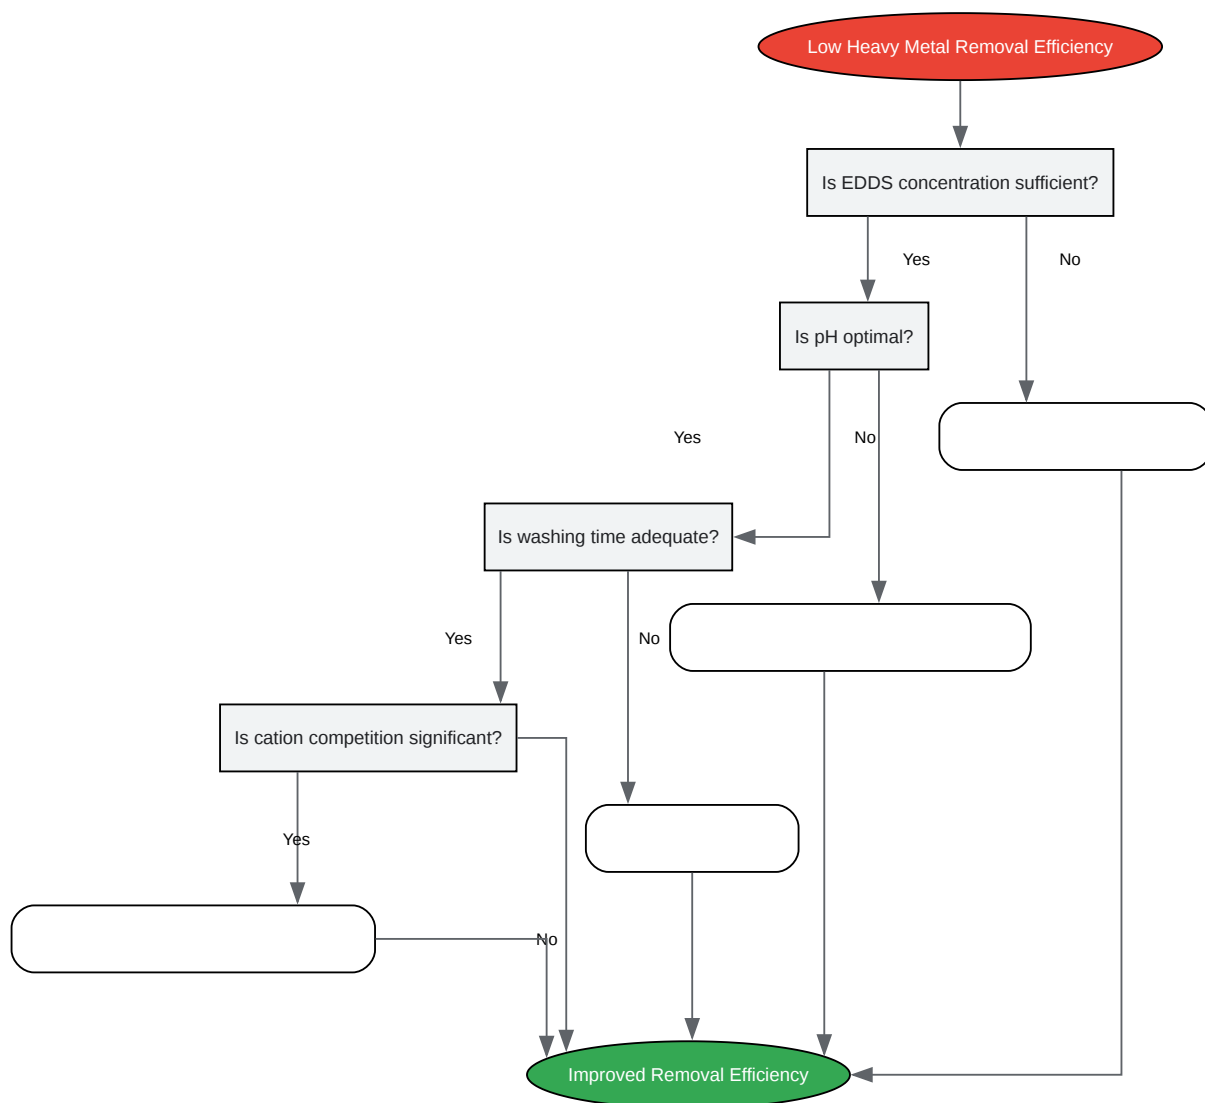 Low Heavy Metal Removal Efficiency
Is EDDS concentration sufficient?
Yes
No
Is pH optimal?
Yes
No
Is washing time adequate?
Yes
No
Is cation competition significant?
Yes
No
Improved Removal Efficiency